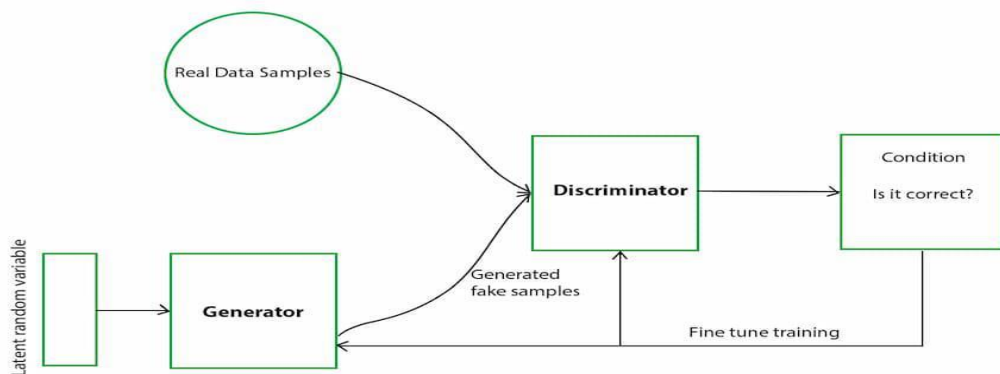 Real Data Samples
Discriminator
Condition
Is it correct?
Latent random variable
Generator
Generated
fake samples
Fine tune training